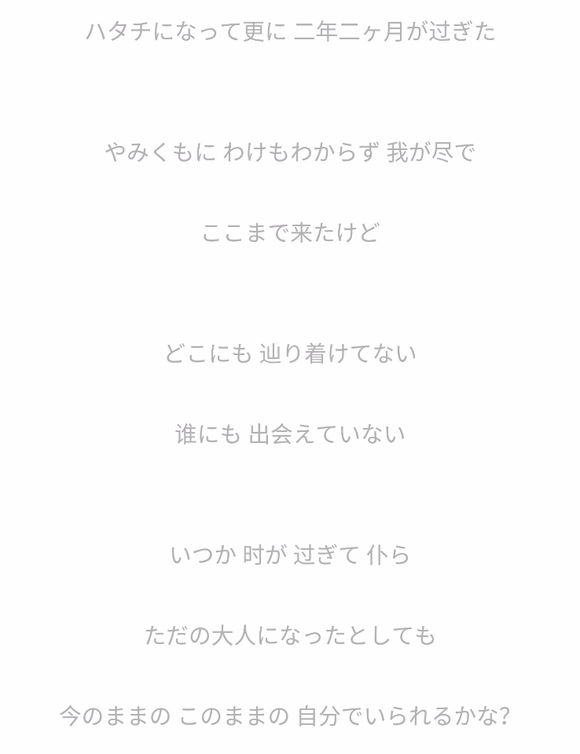 ハタチになって更に 二年二ヶ月が过ぎた
やみくもに わけもわからず 我が尽で
ここまで来たけど
どこにも 辿り着けてない
谁にも 出会えていない
いつか 时が 过ぎて 仆ら
ただの大人になったとしても
今のままの このままの 自分でいられるかな?